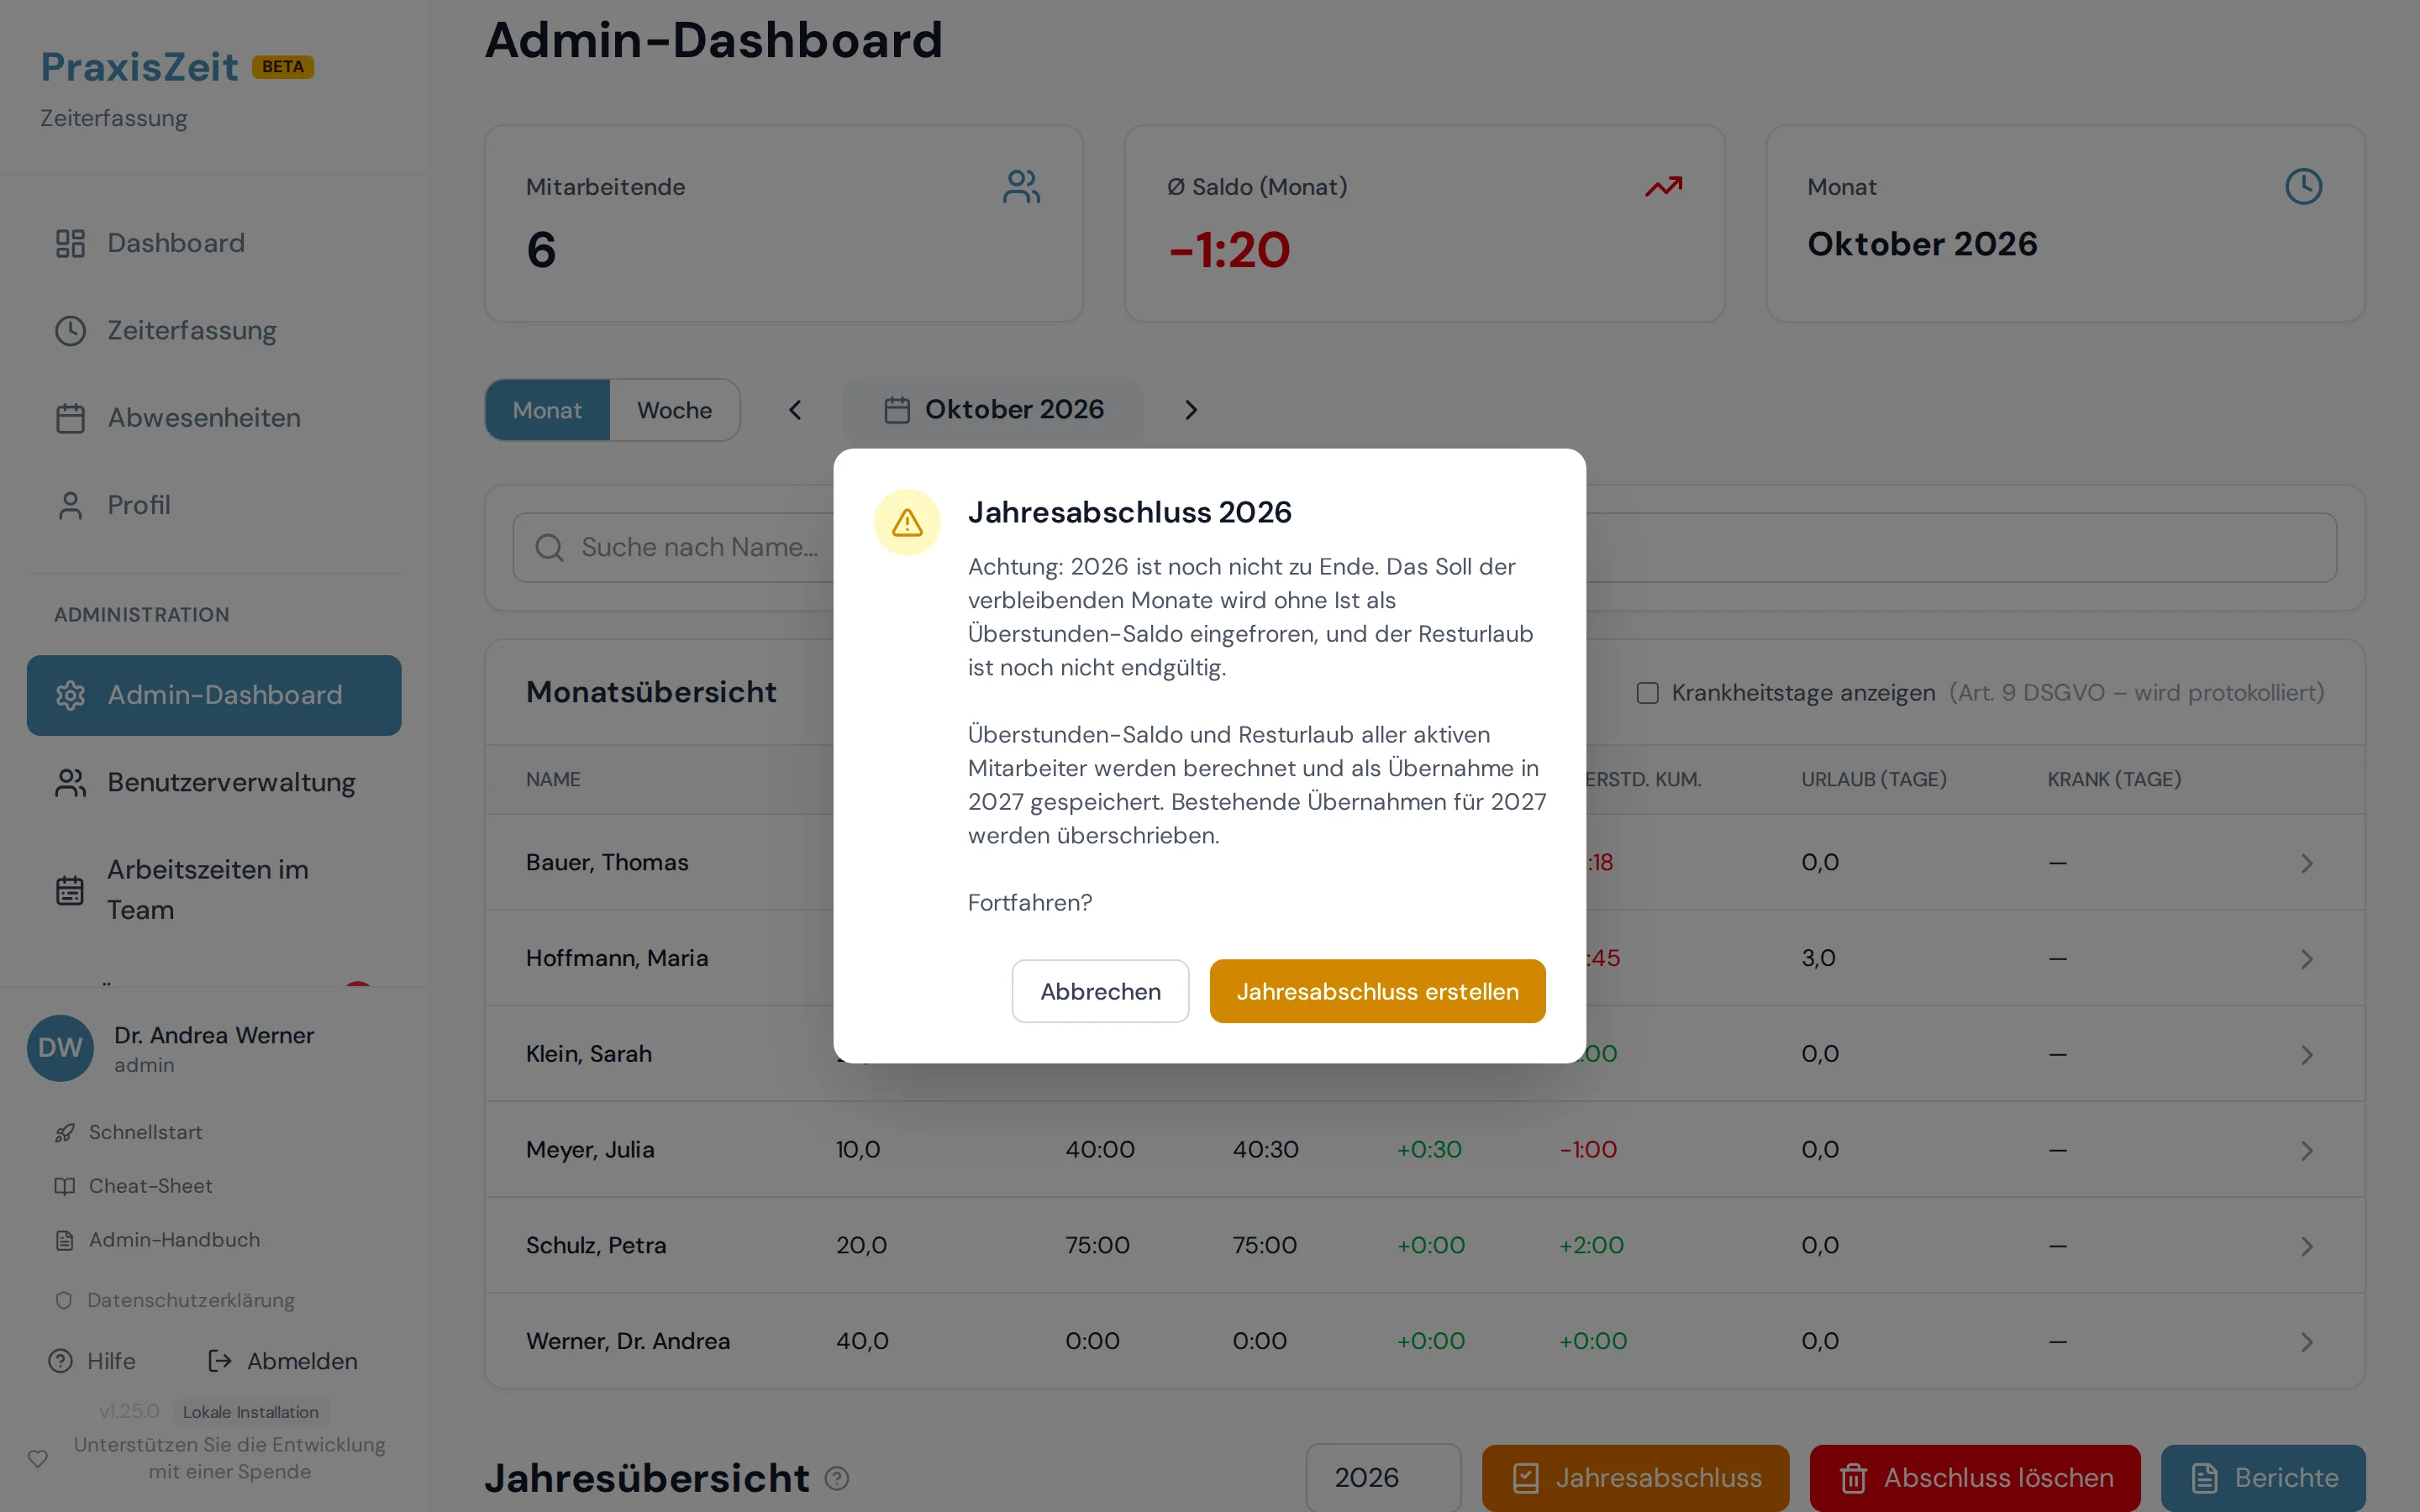 PraxisZeit BETA
Zeiterfassung
Dashboard
Zeiterfassung
Abwesenheiten
Profil
ADMINISTRATION
Admin-Dashboard
Benutzerverwaltung
Arbeitszeiten im
Team
DW
Dr. Andrea Werner
admin
Schnellstart
Cheat-Sheet
Admin-Handbuch
Datenschutzerklärung
Hilfe Abmelden
v1.25.0 Lokale Installation
Unterstützen Sie die Entwicklung
mit einer Spende
Admin-Dashboard
Mitarbeitende
6
Ø Saldo (Monat)
-1:20
Monat
Oktober 2026
Monat Woche Oktober 2026
Suche nach Name...
Monatsübersicht Krankheitstage anzeigen (Art. 9 DSGVO – wird protokolliert)
NAME ERSTD. KUM. URLAUB (TAGE) KRANK (TAGE)
Bauer, Thomas :18 0,0 —
Hoffmann, Maria :45 3,0 —
Klein, Sarah :00 0,0 —
Meyer, Julia 10,0 40:00 40:30 +0:30 -1:00 0,0 —
Schulz, Petra 20,0 75:00 75:00 +0:00 +2:00 0,0 —
Werner, Dr. Andrea 40,0 0:00 0:00 +0:00 +0:00 0,0 —
Jahresübersicht 2026 Jahresabschluss Abschluss löschen Berichte
Jahresabschluss 2026
Achtung: 2026 ist noch nicht zu Ende. Das Soll der
verbleibenden Monate wird ohne Ist als
Überstunden-Saldo eingefroren, und der Resturlaub
ist noch nicht endgültig.
Überstunden-Saldo und Resturlaub aller aktiven
Mitarbeiter werden berechnet und als Übernahme in
2027 gespeichert. Bestehende Übernahmen für 2027
werden überschrieben.
Fortfahren?
Abbrechen Jahresabschluss erstellen